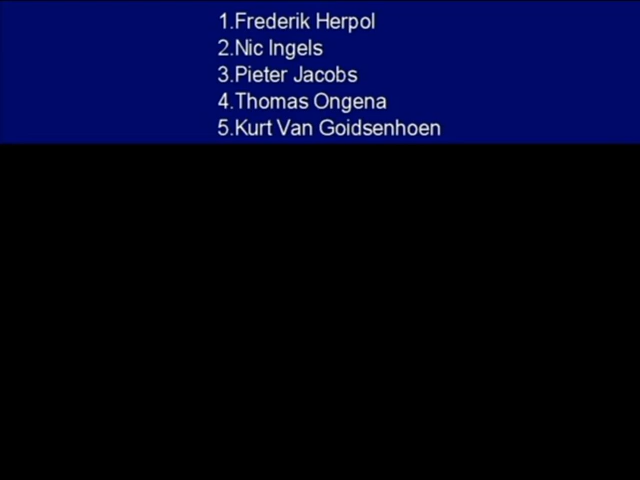 1.Frederik Herpol
2.Nic Ingels
3.Pieter Jacobs
4.Thomas Ongena
5.Kurt Van Goidsenhoen